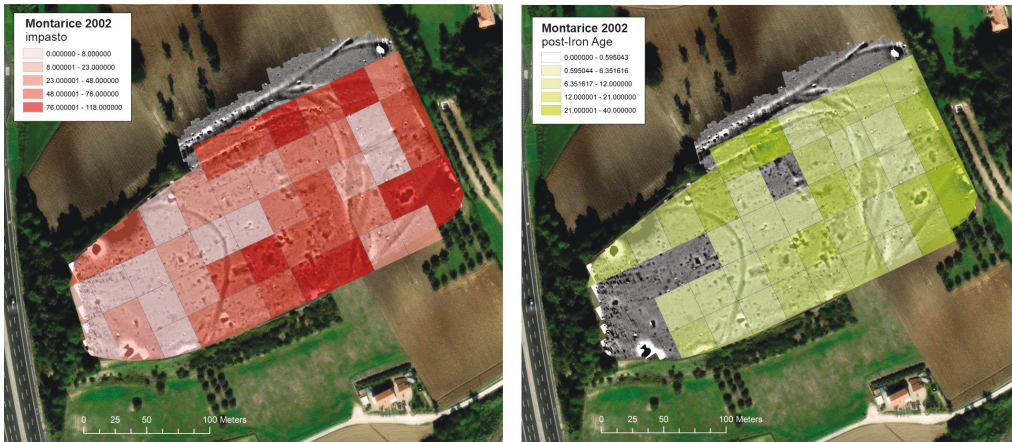 Montarice 2002
impasto
0.000000 - 8.000000
8.000001 - 23.000000
23.000001 - 48.000000
48.000001 - 76.000000
76.000001 - 118.000000
0 25 50 100 Meters
Montarice 2002
post-Iron Age
0.000000 - 0.595043
0.595044 - 6.351616
6.351617 - 12.000000
12.000001 - 21.000000
21.000001 - 40.000000
0 25 50 100 Meters